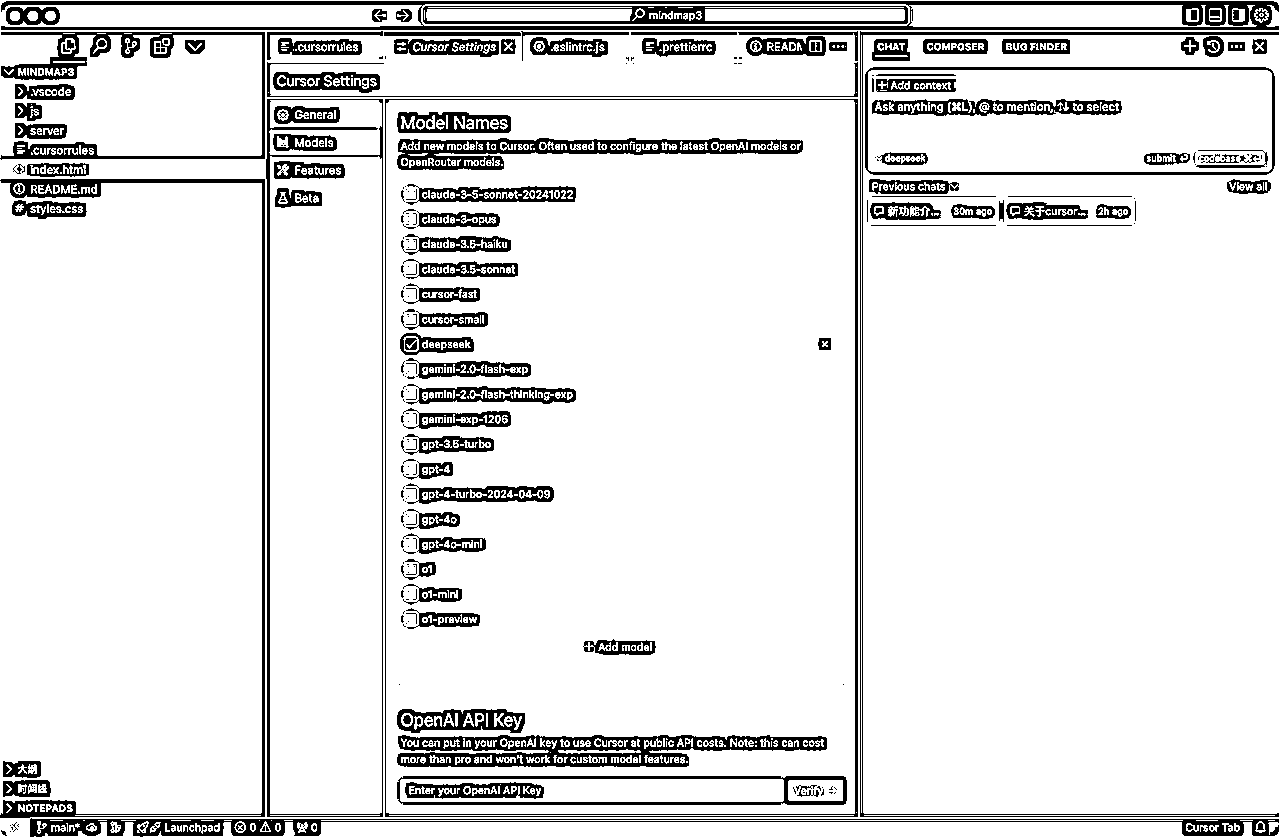 mindmap3
MINDMAP3
.vscode
js
server
.cursorrules
index.html
README.md
styles.css
大纲
时间线
NOTEPADS
.cursorrules
Cursor Settings
.eslintrc.js
.prettierrc
READM
Cursor Settings
General
Models
Features
Beta
Model Names
Add new models to Cursor. Often used to configure the latest OpenAI models or
OpenRouter models.
claude-3-5-sonnet-20241022
claude-3-opus
claude-3.5-haiku
claude-3.5-sonnet
cursor-fast
cursor-small
deepseek
gemini-2.0-flash-exp
gemini-2.0-flash-thinking-exp
gemini-exp-1206
gpt-3.5-turbo
gpt-4
gpt-4-turbo-2024-04-09
gpt-4o
gpt-4o-mini
o1
o1-mini
o1-preview
Add model
OpenAI API Key
You can put in your OpenAI key to use Cursor at public API costs. Note: this can cost
more than pro and won't work for custom model features.
Enter your OpenAI API Key
Verify →
CHAT COMPOSER BUG FINDER
+ Add context
Ask anything (⌘L), @ to mention, ↑↓ to select
deepseek
submit codebase ⌘↵
Previous chats View all
新功能介... 30m ago
关于cursor... 2h ago
main* Launchpad 0 0 0 Cursor Tab